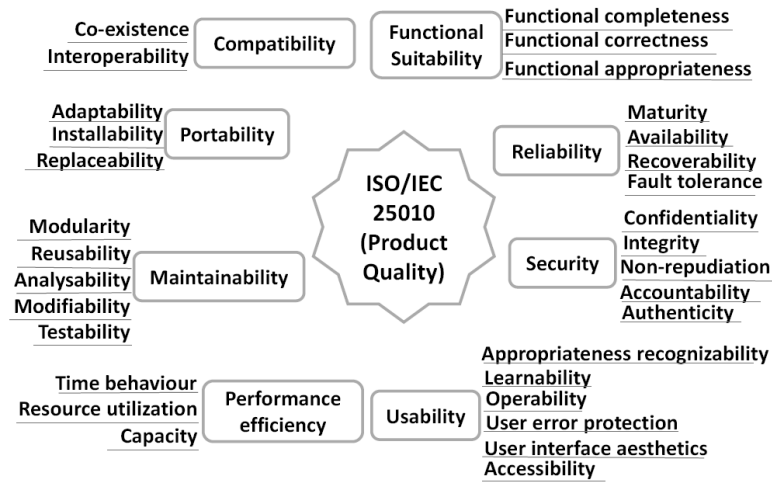 Co-existence
Interoperability
Compatibility
Functional
Suitability
Functional completeness
Functional correctness
Functional appropriateness
Adaptability
Installability
Replaceability
Portability
Reliability
Maturity
Availability
Recoverability
Fault tolerance
ISO/IEC
25010
(Product
Quality)
Modularity
Reusability
Analysability
Modifiability
Testability
Maintainability
Security
Confidentiality
Integrity
Non-repudiation
Accountability
Authenticity
Time behaviour
Resource utilization
Capacity
Performance
efficiency
Usability
Appropriateness recognizability
Learnability
Operability
User error protection
User interface aesthetics
Accessibility